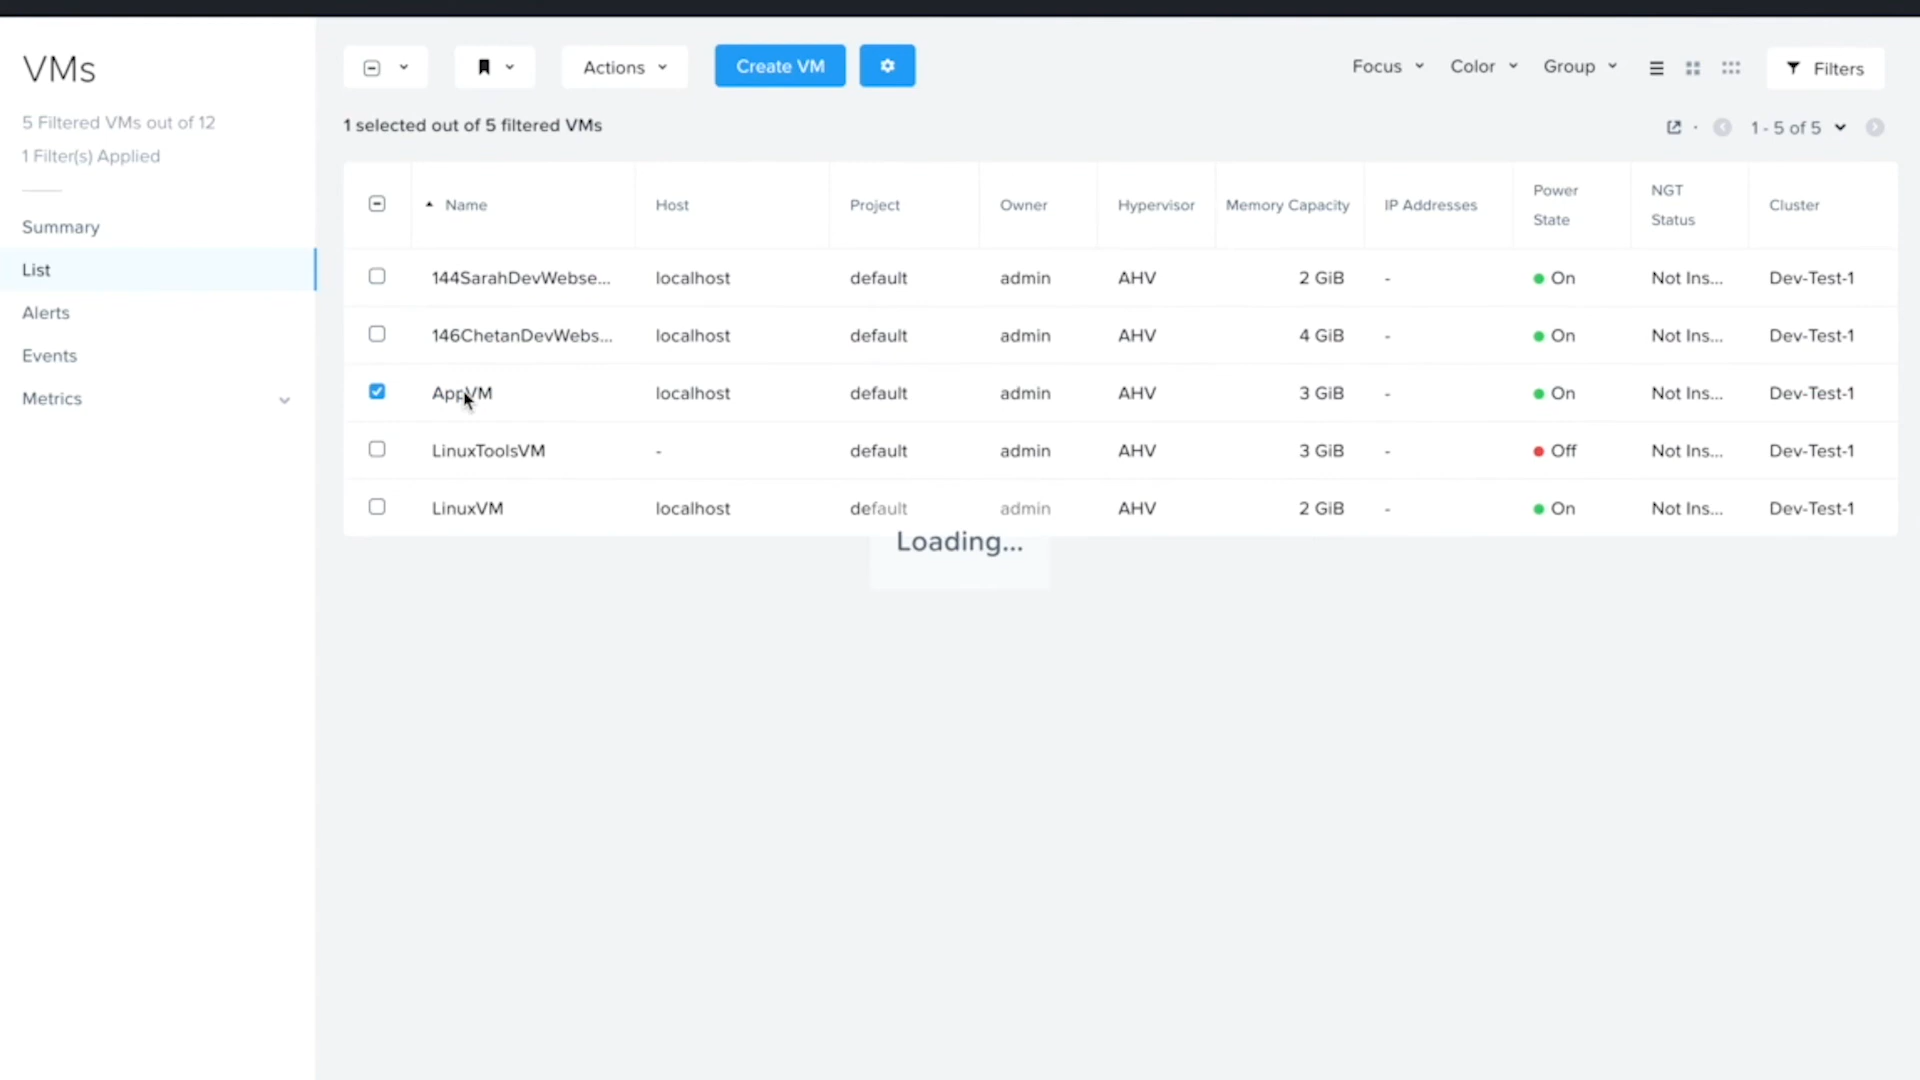 VMs
5 Filtered VMs out of 12
1 Filter(s) Applied
Summary
List
Alerts
Events
Metrics
Actions
Create VM
Focus
Color
Group
Filters
1 selected out of 5 filtered VMs
1 - 5 of 5
Name Host Project Owner Hypervisor Memory Capacity IP Addresses Power State NGT Status Cluster
144SarahDevWebse... localhost default admin AHV 2 GiB - On Not Ins... Dev-Test-1
146ChetanDevWebs... localhost default admin AHV 4 GiB - On Not Ins... Dev-Test-1
AppVM localhost default admin AHV 3 GiB - On Not Ins... Dev-Test-1
LinuxToolsVM - default admin AHV 3 GiB - Off Not Ins... Dev-Test-1
LinuxVM localhost default admin AHV 2 GiB - On Not Ins... Dev-Test-1
Loading...